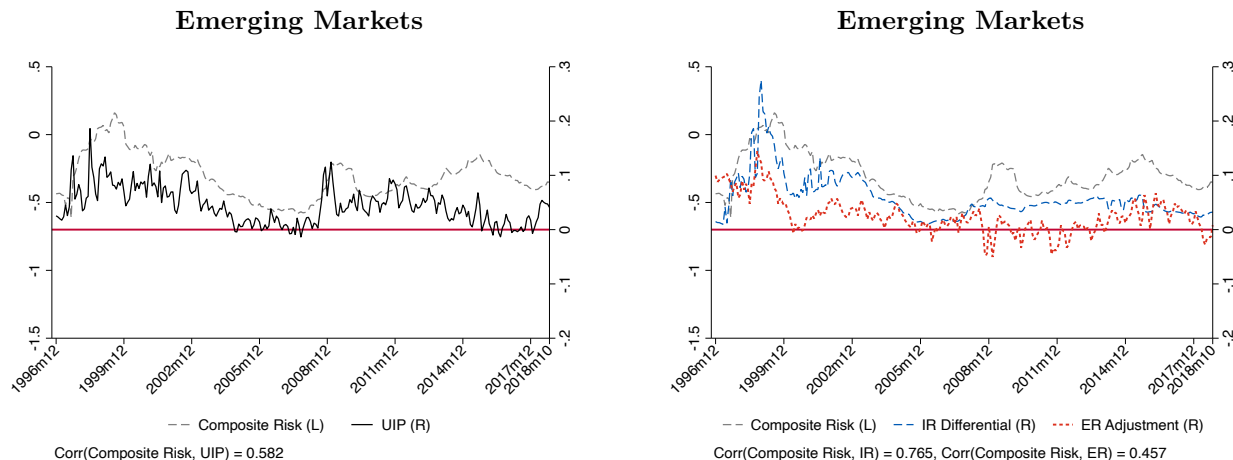 Emerging Markets
.5
0
-.5
-1
-1.5
.3
.2
.1
0
-.1
-.2
1996m12
1999m12
2002m12
2005m12
2008m12
2011m12
2014m12
2017m12
2018m10
Composite Risk (L) UIP (R)
Corr(Composite Risk, UIP) = 0.582
Emerging Markets
.5
0
-.5
-1
-1.5
.3
.2
.1
0
-.1
-.2
1996m12
1999m12
2002m12
2005m12
2008m12
2011m12
2014m12
2017m12
2018m10
Composite Risk (L) IR Differential (R) ER Adjustment (R)
Corr(Composite Risk, IR) = 0.765, Corr(Composite Risk, ER) = 0.457